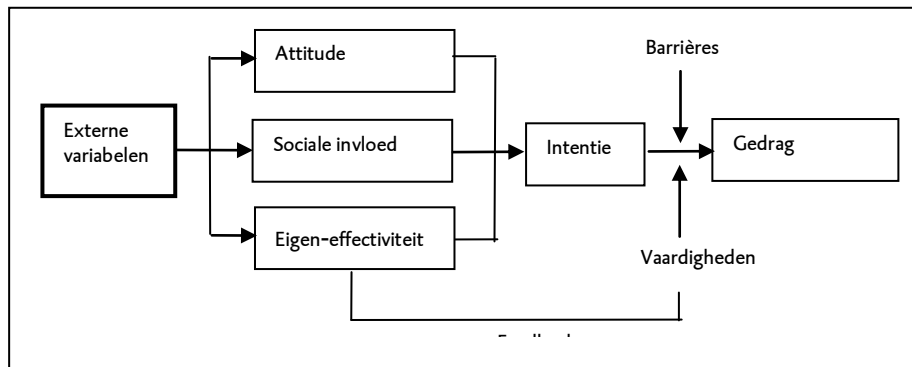 Attitude
Barrières
Externe
variabelen
Sociale invloed
Intentie
Gedrag
Eigen-effectiviteit
Vaardigheden